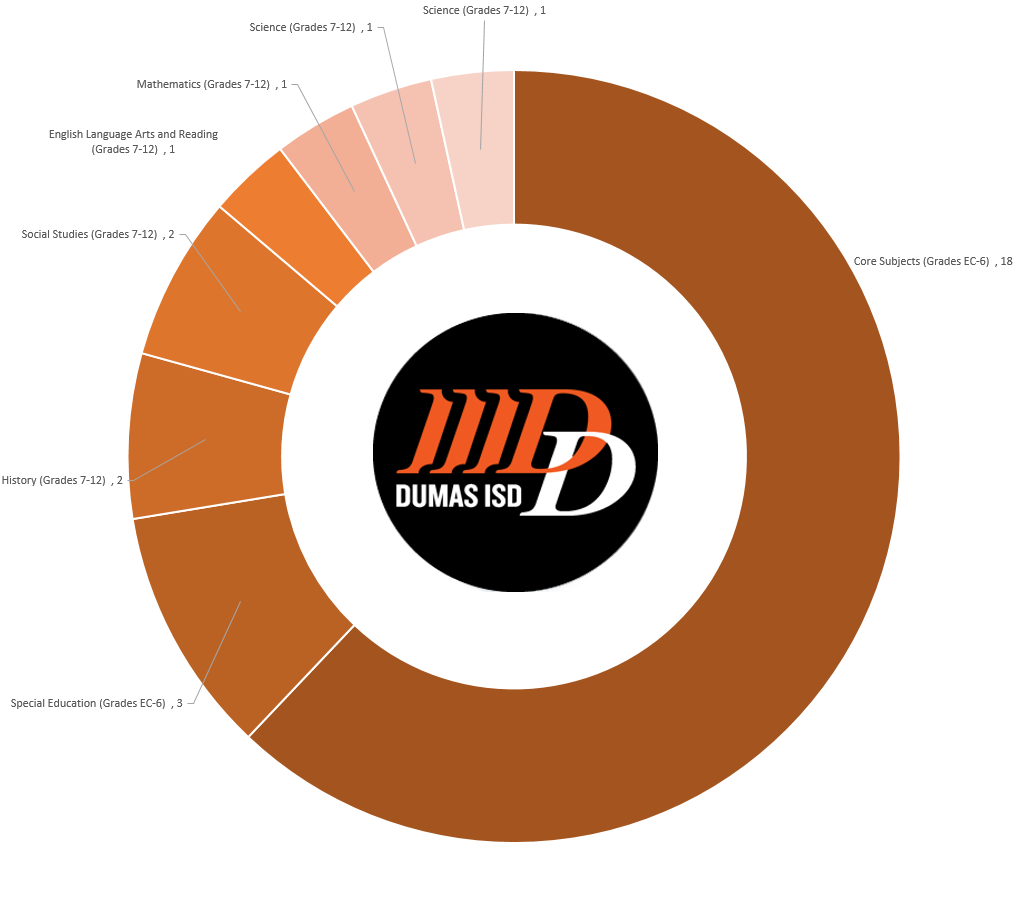 Science (Grades 7-12) , 1
Science (Grades 7-12) , 1
Mathematics (Grades 7-12) , 1
English Language Arts and Reading
(Grades 7-12) , 1
Social Studies (Grades 7-12) , 2
Core Subjects (Grades EC-6) , 18
DUMAS ISD
D
D
History (Grades 7-12) , 2
Special Education (Grades EC-6) , 3